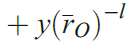 + y(r̄_O)^{-l}